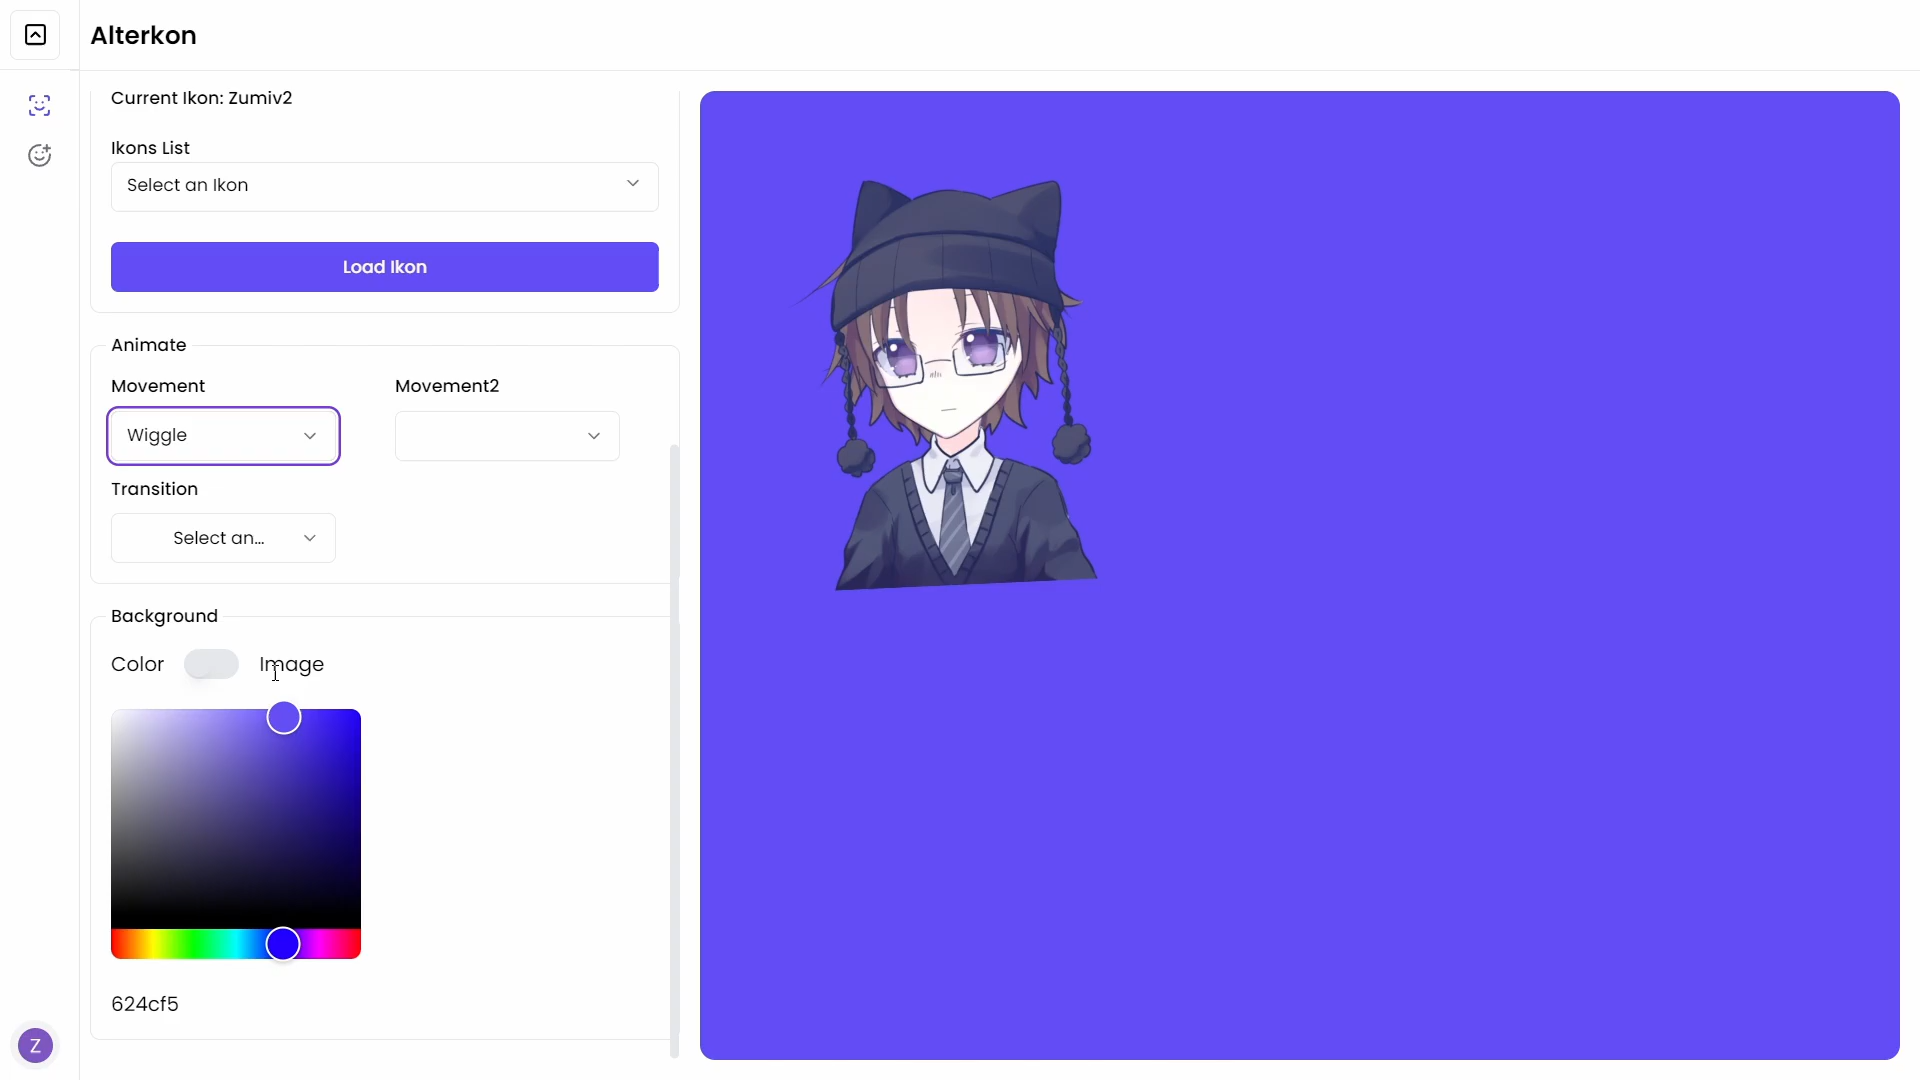 Alterkon
Current Ikon: Zumiv2
Ikons List
Select an Ikon
Load Ikon
Animate
Movement
Movement2
Wiggle
Transition
Select an...
Background
Color
Image
624cf5
Z